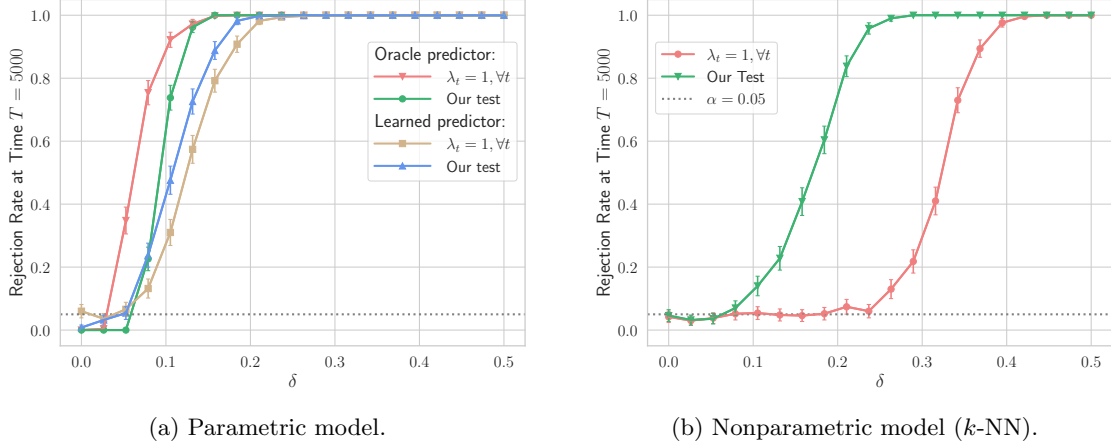 Rejection Rate at Time T = 5000
1.0
0.8
0.6
0.4
0.2
0.0
0.0 0.1 0.2 0.3 0.4 0.5
δ
Oracle predictor:
λₜ = 1, ∀t
Our test
Learned predictor:
λₜ = 1, ∀t
Our test
(a) Parametric model.
Rejection Rate at Time T = 5000
1.0
0.8
0.6
0.4
0.2
0.0
0.0 0.1 0.2 0.3 0.4 0.5
δ
λₜ = 1, ∀t
Our Test
α = 0.05
(b) Nonparametric model (k-NN).